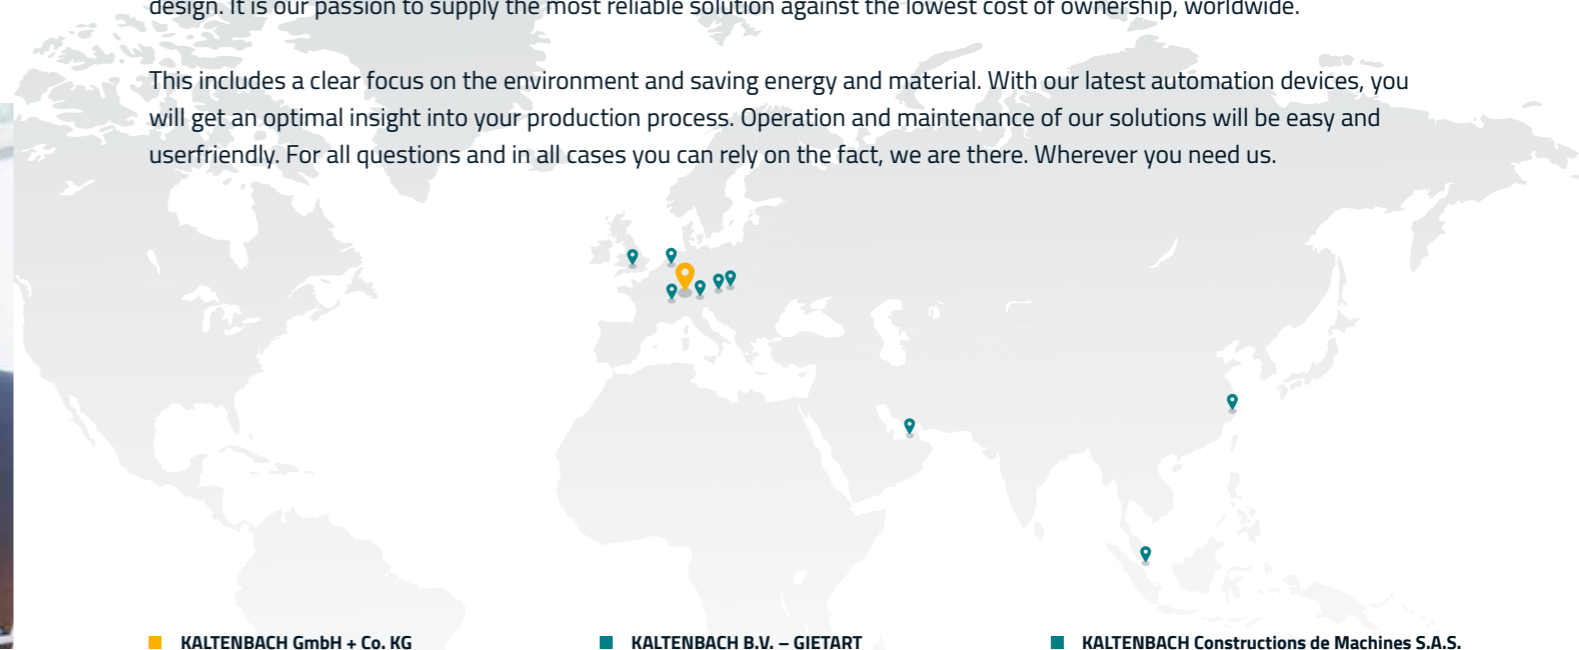 design. It is our passion to supply the most reliable solution against the lowest cost of ownership, worldwide.
This includes a clear focus on the environment and saving energy and material. With our latest automation devices, you
will get an optimal insight into your production process. Operation and maintenance of our solutions will be easy and
userfriendly. For all questions and in all cases you can rely on the fact, we are there. Wherever you need us.
KALTENBACH GmbH + Co. KG
KALTENBACH B.V. – GIETART
KALTENBACH Constructions de Machines S.A.S.